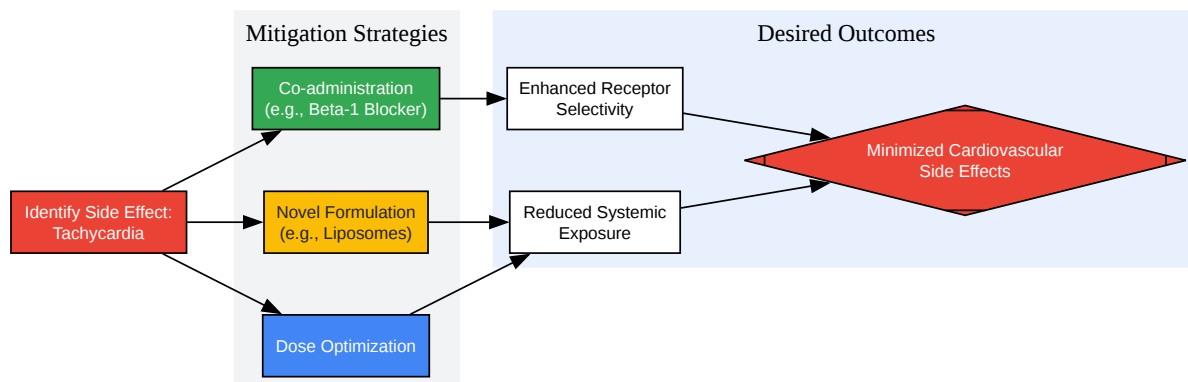 Mitigation Strategies
Desired Outcomes
Co-administration
(e.g., Beta-1 Blocker)
Enhanced Receptor
Selectivity
Minimized Cardiovascular
Side Effects
Identify Side Effect:
Tachycardia
Novel Formulation
(e.g., Liposomes)
Reduced Systemic
Exposure
Dose Optimization